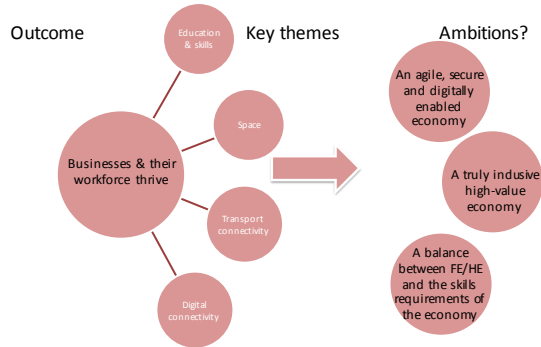 Outcome
Key themes
Ambitions?
Education
& skills
Space
Transport
connectivity
Digital
connectivity
Businesses & their
workforce thrive
An agile, secure
and digitally
enabled
economy
A truly inclusive
high-value
economy
A balance
between FE/HE
and the skills
requirements of
the economy